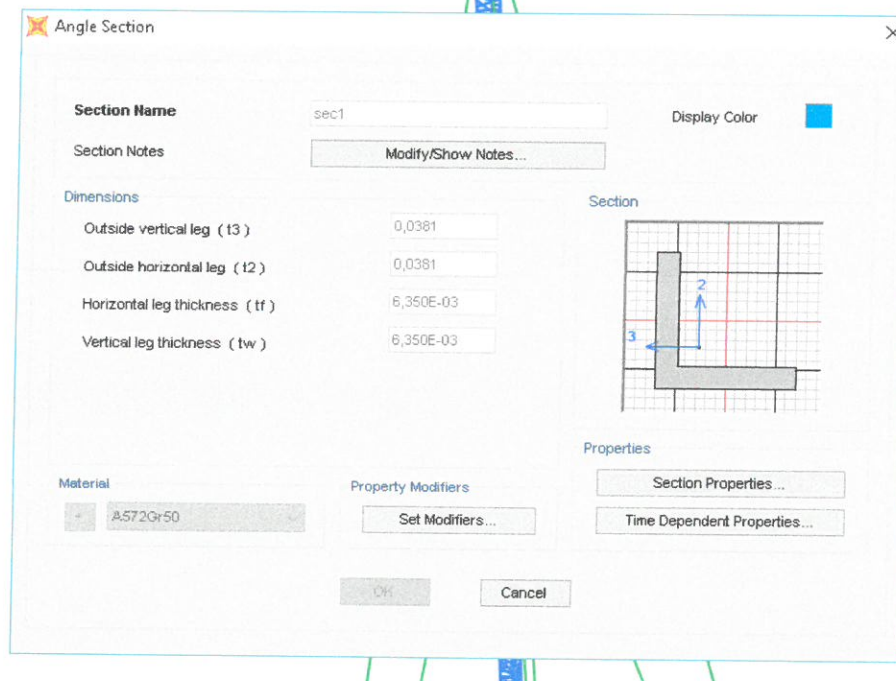 Angle Section
Section Name
sec1
Display Color
Section Notes
Modify/Show Notes...
Dimensions
Section
Outside vertical leg ( t3 )
0,0381
Outside horizontal leg ( t2 )
0,0381
Horizontal leg thickness ( tf )
6,350E-03
Vertical leg thickness ( tw )
6,350E-03
2
3
Properties
Material
Property Modifiers
Section Properties...
+
A572Gr50
Set Modifiers...
Time Dependent Properties...
OK
Cancel